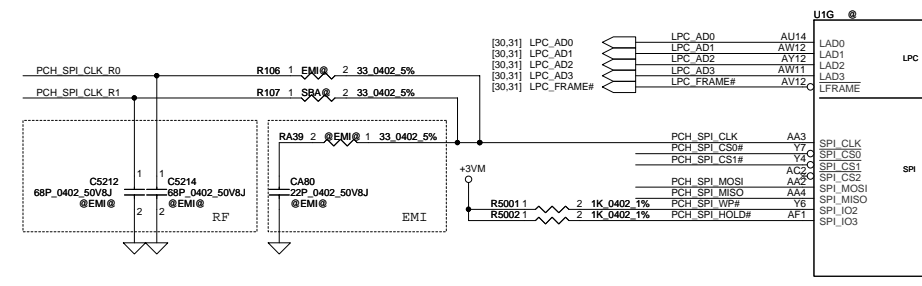 U1G @
[30,31] LPC_AD0 LPC_AD0 AU14 LAD0
[30,31] LPC_AD1 LPC_AD1 AW12 LAD1
[30,31] LPC_AD2 LPC_AD2 AY12 LAD2
[30,31] LPC_AD3 LPC_AD3 AW11 LAD3
[30,31] LPC_FRAME# LPC_FRAME# AV12 LFRAME
LPC
PCH_SPI_CLK_R0 R106 1 EMI@ 2 33_0402_5%
PCH_SPI_CLK_R1 R107 1 SBA@ 2 33_0402_5%
RA39 2 @EMI@ 1 33_0402_5%
PCH_SPI_CLK AA3 SPI_CLK
PCH_SPI_CS0# Y7 SPI_CS0
PCH_SPI_CS1# Y4 SPI_CS1
AC2 SPI_CS2
PCH_SPI_MOSI AA2 SPI_MOSI
PCH_SPI_MISO AA4 SPI_MISO
PCH_SPI_WP# Y6 SPI_IO2
PCH_SPI_HOLD# AF1 SPI_IO3
SPI
+3VM
R5001 1 2 1K_0402_1%
R5002 1 2 1K_0402_1%
1 1
C5212
68P_0402_50V8J
@EMI@
2
C5214
68P_0402_50V8J
@EMI@
2
RF
CA80
22P_0402_50V8J
@EMI@
EMI